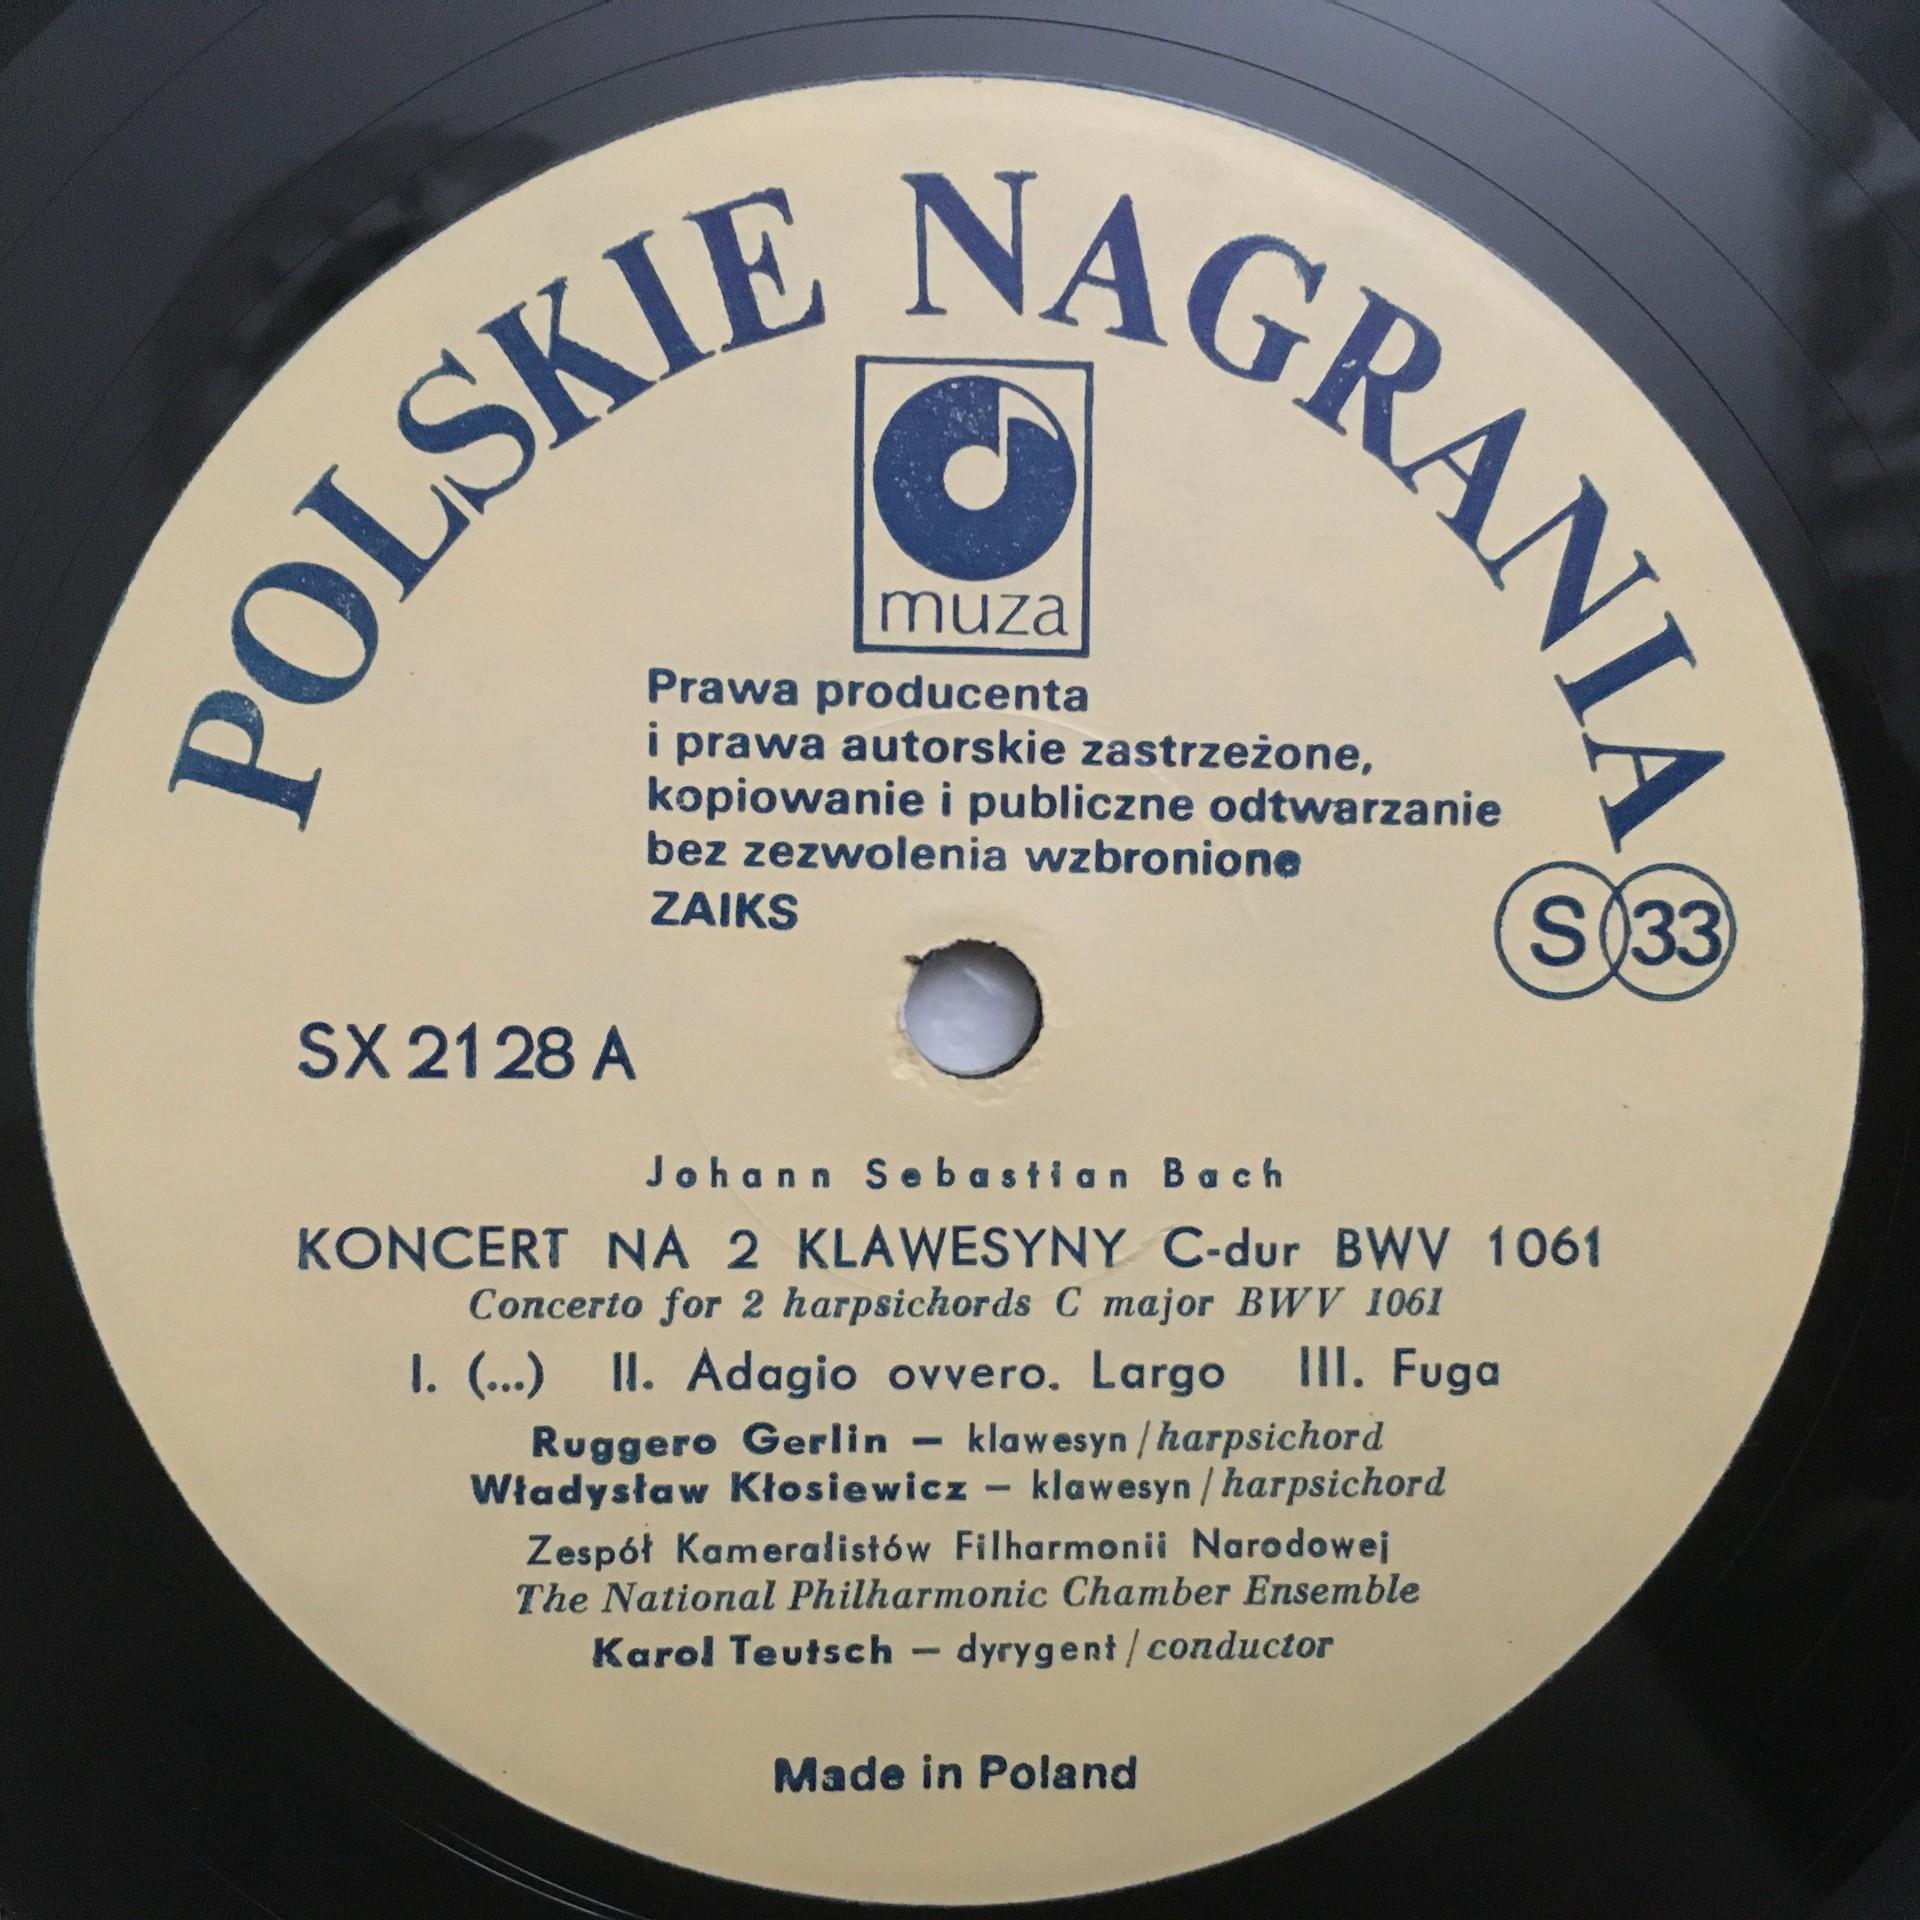 POLSKIE NAGRANIA
muza
Prawa producenta
i prawa autorskie zastrzeżone,
kopiowanie i publiczne odtwarzanie
bez zezwolenia wzbronione
ZAIKS
S 33
SX 2128 A
Johann Sebastian Bach
KONCERT NA 2 KLAWESYNY C-dur BWV 1061
Concerto for 2 harpsichords C major BWV 1061
I. (...) II. Adagio ovvero. Largo III. Fuga
Ruggero Gerlin — klawesyn / harpsichord
Władysław Kłosiewicz — klawesyn / harpsichord
Zespół Kameralistów Filharmonii Narodowej
The National Philharmonic Chamber Ensemble
Karol Teutsch — dyrygent / conductor
Made in Poland